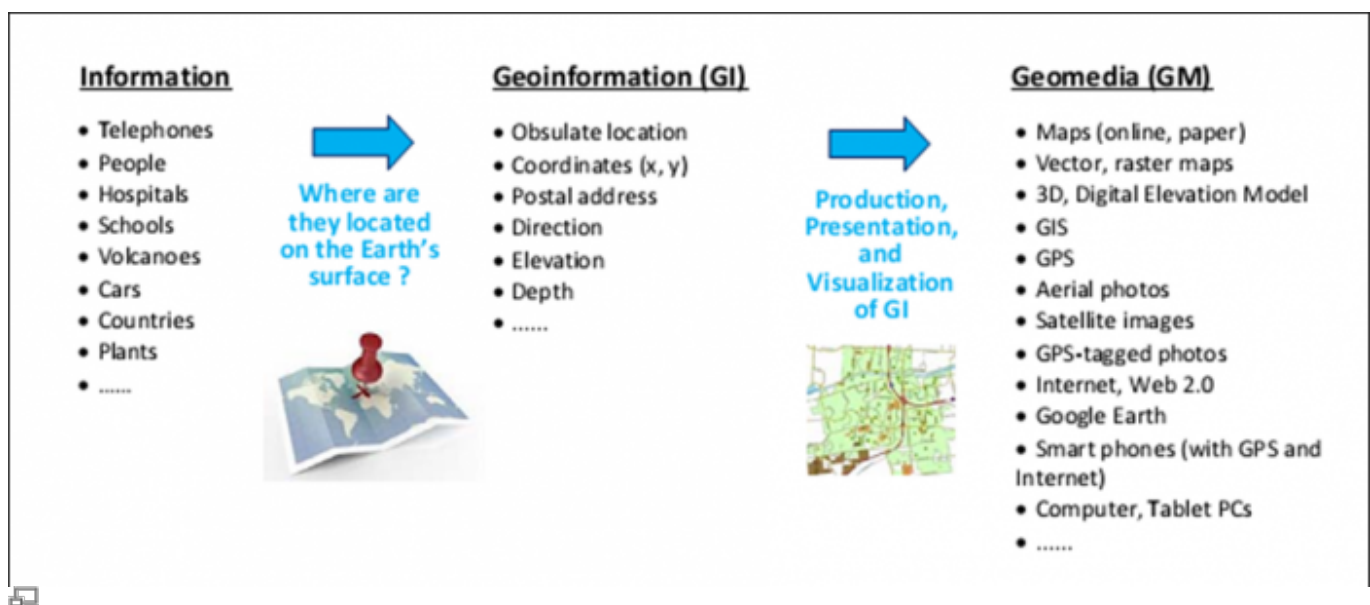 Information
• Telephones
• People
• Hospitals
• Schools
• Volcanoes
• Cars
• Countries
• Plants
• ......
Where are
they located
on the Earth's
surface ?
Geoinformation (GI)
• Obsulate location
• Coordinates (x, y)
• Postal address
• Direction
• Elevation
• Depth
• ......
Production,
Presentation,
and
Visualization
of GI
Geomedia (GM)
• Maps (online, paper)
• Vector, raster maps
• 3D, Digital Elevation Model
• GIS
• GPS
• Aerial photos
• Satellite images
• GPS-tagged photos
• Internet, Web 2.0
• Google Earth
• Smart phones (with GPS and
Internet)
• Computer, Tablet PCs
• ......